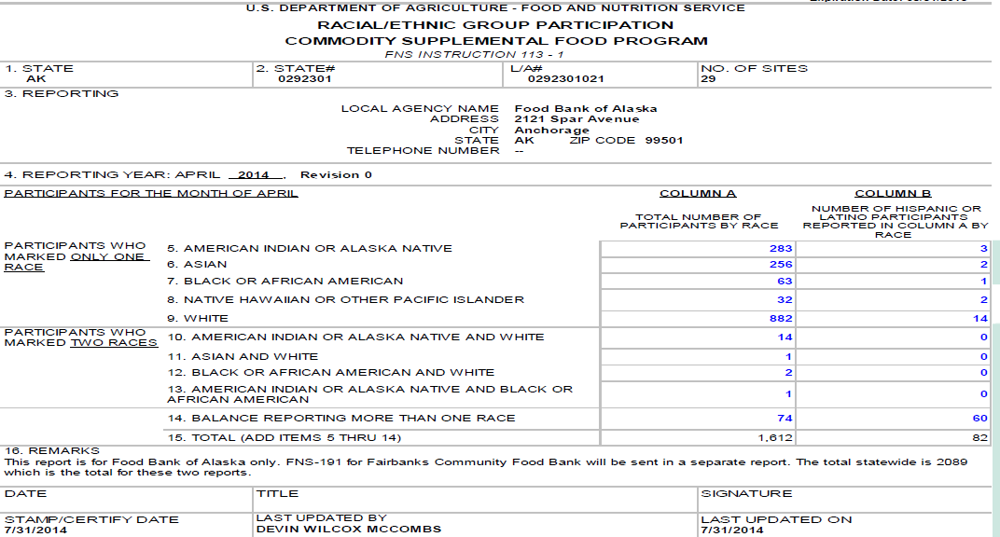 U.S. DEPARTMENT OF AGRICULTURE - FOOD AND NUTRITION SERVICE
RACIAL/ETHNIC GROUP PARTICIPATION
COMMODITY SUPPLEMENTAL FOOD PROGRAM
FNS INSTRUCTION 113 - 1
1. STATE 2. STATE# L/A# NO. OF SITES
AK 0292301 0292301021 29
3. REPORTING
LOCAL AGENCY NAME Food Bank of Alaska
ADDRESS 2121 Spar Avenue
CITY Anchorage
STATE AK ZIP CODE 99501
TELEPHONE NUMBER --
4. REPORTING YEAR: APRIL 2014 , Revision 0
PARTICIPANTS FOR THE MONTH OF APRIL COLUMN A COLUMN B
TOTAL NUMBER OF PARTICIPANTS BY RACE
NUMBER OF HISPANIC OR LATINO PARTICIPANTS REPORTED IN COLUMN A BY RACE
PARTICIPANTS WHO MARKED ONLY ONE RACE
5. AMERICAN INDIAN OR ALASKA NATIVE 283 3
6. ASIAN 256 2
7. BLACK OR AFRICAN AMERICAN 63 1
8. NATIVE HAWAIIAN OR OTHER PACIFIC ISLANDER 32 2
9. WHITE 882 14
PARTICIPANTS WHO MARKED TWO RACES
10. AMERICAN INDIAN OR ALASKA NATIVE AND WHITE 14 0
11. ASIAN AND WHITE 1 0
12. BLACK OR AFRICAN AMERICAN AND WHITE 2 0
13. AMERICAN INDIAN OR ALASKA NATIVE AND BLACK OR
AFRICAN AMERICAN 1 0
14. BALANCE REPORTING MORE THAN ONE RACE 74 60
15. TOTAL (ADD ITEMS 5 THRU 14) 1,612 82
16. REMARKS
This report is for Food Bank of Alaska only. FNS-191 for Fairbanks Community Food Bank will be sent in a separate report. The total statewide is 2089
which is the total for these two reports.
DATE TITLE SIGNATURE
STAMP/CERTIFY DATE LAST UPDATED BY LAST UPDATED ON
7/31/2014 DEVIN WILCOX MCCOMBS 7/31/2014